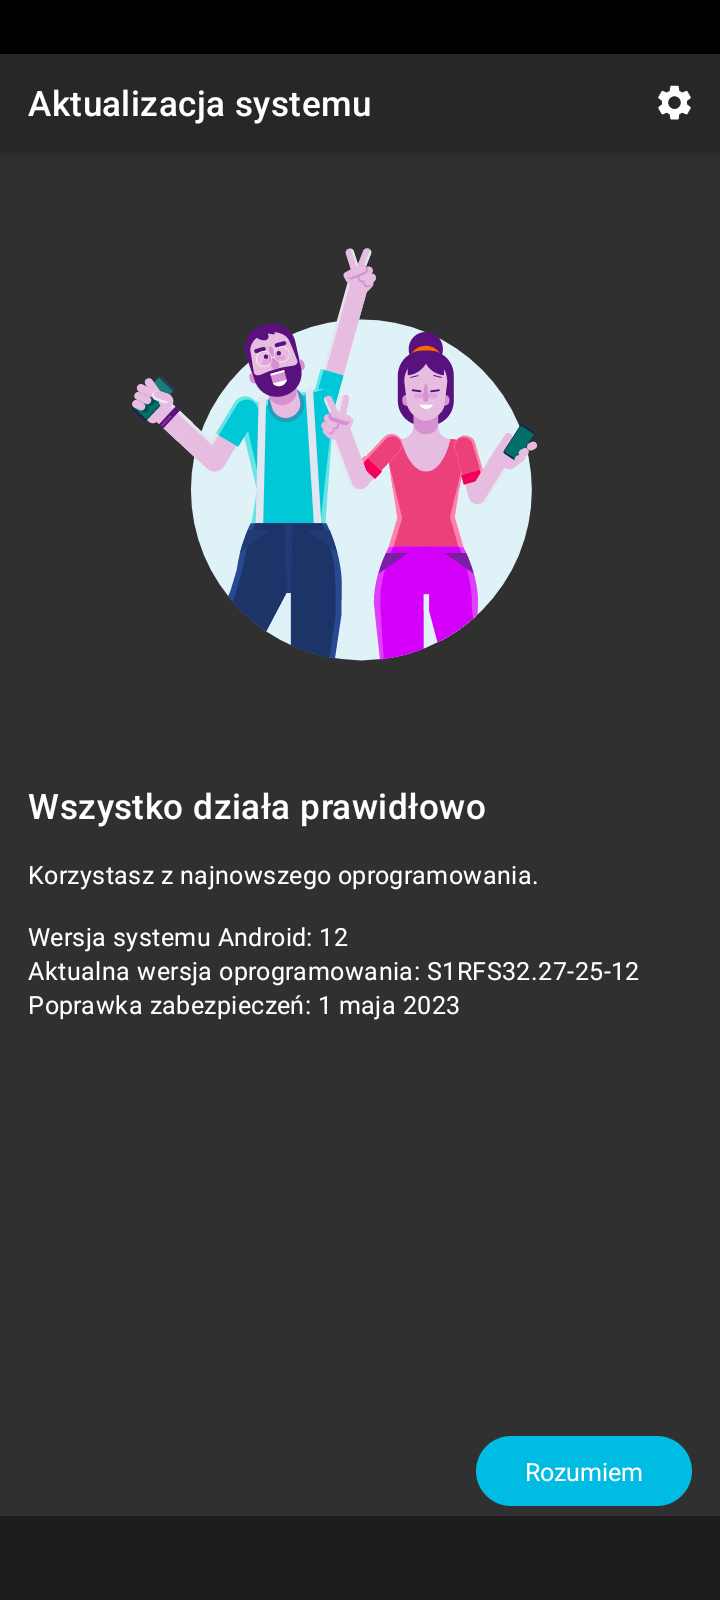 Aktualizacja systemu
Wszystko działa prawidłowo
Korzystasz z najnowszego oprogramowania.
Wersja systemu Android: 12
Aktualna wersja oprogramowania: S1RFS32.27-25-12
Poprawka zabezpieczeń: 1 maja 2023
Rozumiem